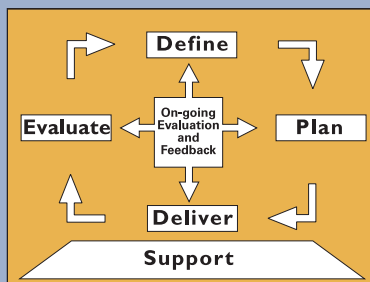 Define
Evaluate
On-going
Evaluation
and
Feedback
Plan
Deliver
Support